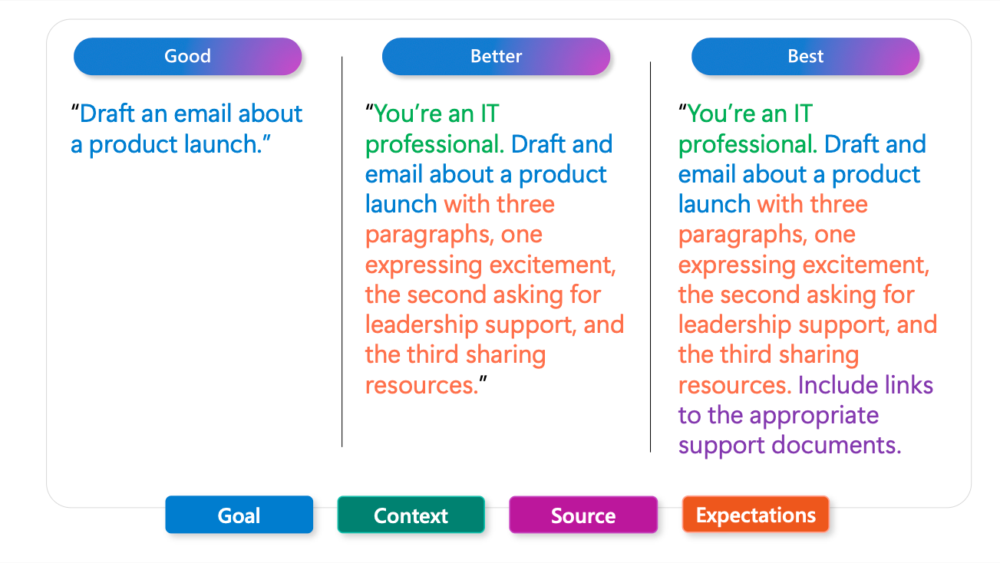 Good
“Draft an email about
a product launch.”
Better
“You’re an IT
professional. Draft and
email about a product
launch with three
paragraphs, one
expressing excitement,
the second asking for
leadership support, and
the third sharing
resources.”
Best
“You’re an IT
professional. Draft and
email about a product
launch with three
paragraphs, one
expressing excitement,
the second asking for
leadership support, and
the third sharing
resources. Include links
to the appropriate
support documents.
Goal
Context
Source
Expectations